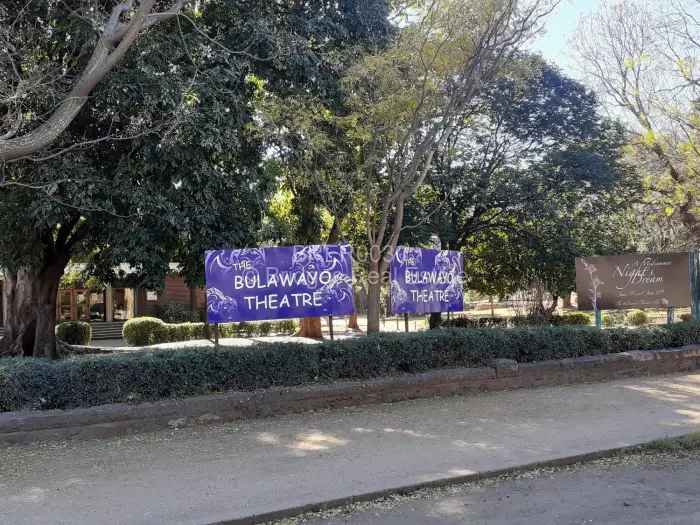 THE
BULAWAYO
THEATRE
THE
BULAWAYO
THEATRE
A Midsummer
Night's
Dream